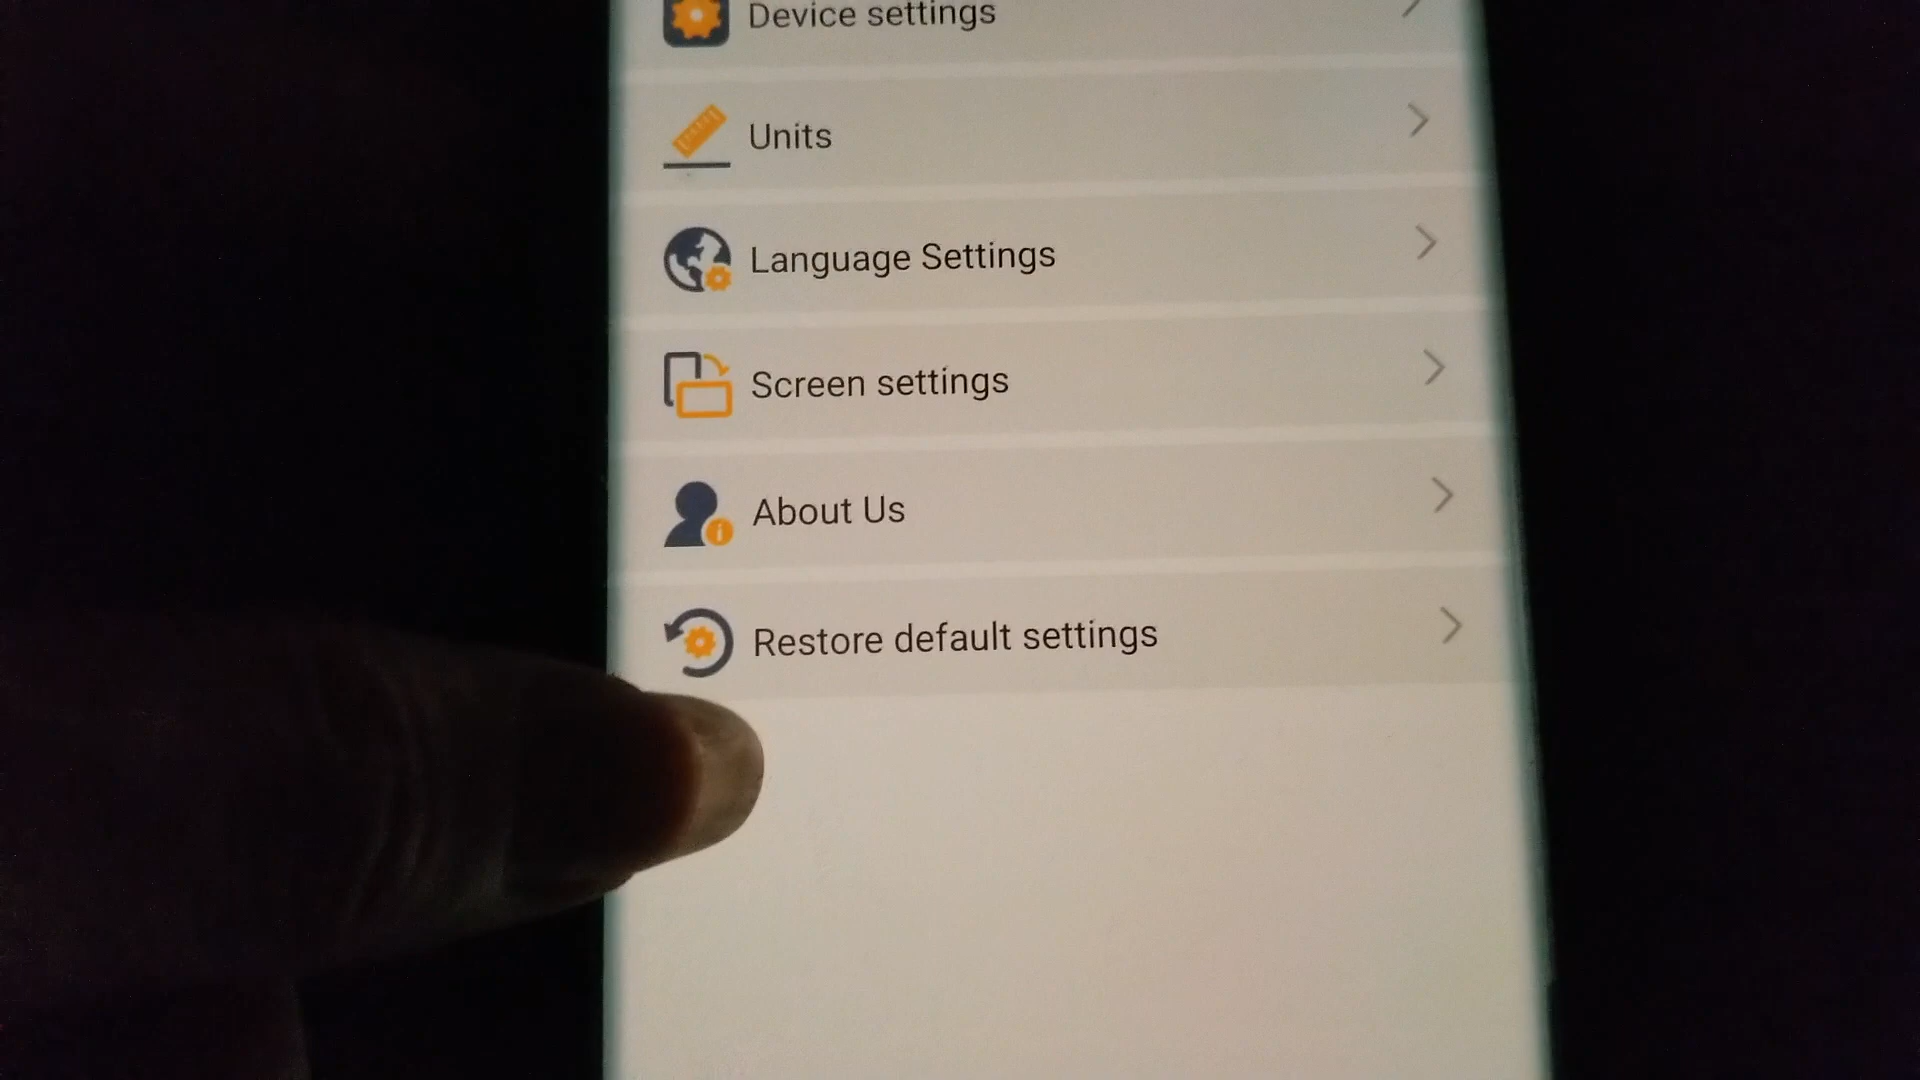 Device settings
Units
Language Settings
Screen settings
About Us
Restore default settings